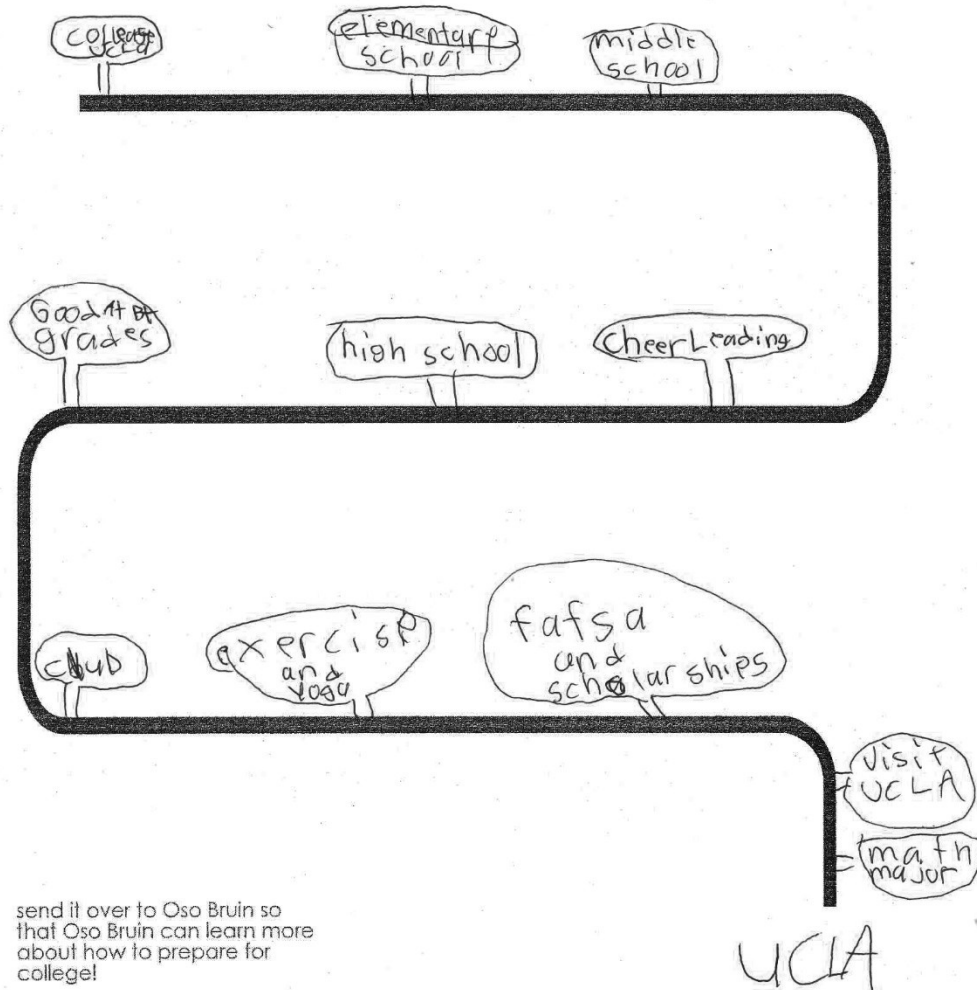 college
UCLA
elementary
school
middle
school
Good At
grades
high school
cheerLeading
club
exercise
and
yoga
fafsa
and
scholarships
visit
UCLA
math
major
send it over to Oso Bruin so
that Oso Bruin can learn more
about how to prepare for
college!
UCLA